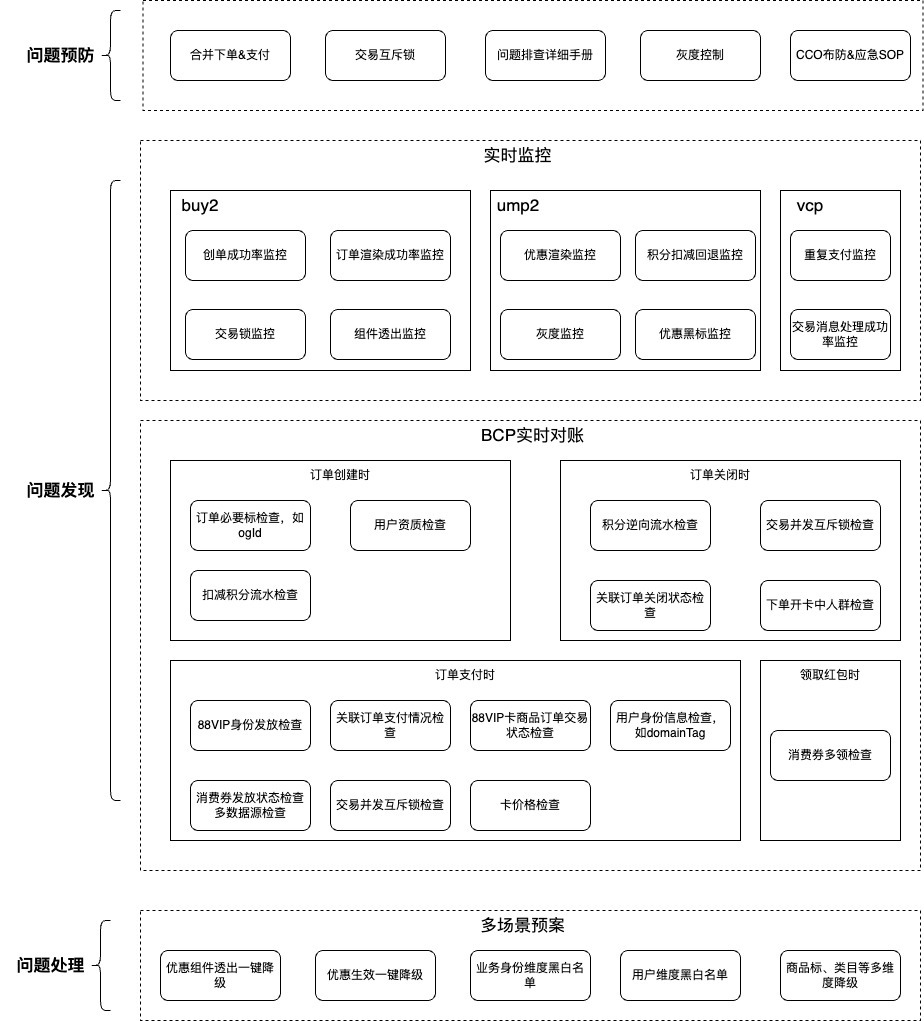 问题预防
合并下单&支付
交易互斥锁
问题排查详细手册
灰度控制
CCO布防&应急SOP
问题发现
实时监控
buy2
创单成功率监控
订单渲染成功率监控
交易锁监控
组件透出监控
ump2
优惠渲染监控
积分扣减回退监控
灰度监控
优惠黑标监控
vcp
重复支付监控
交易消息处理成功
率监控
BCP实时对账
订单创建时
订单必要标检查，如
ogId
用户资质检查
扣减积分流水检查
订单关闭时
积分逆向流水检查
交易并发互斥锁检查
关联订单关闭状态检
查
下单开卡中人群检查
订单支付时
88VIP身份发放检查
关联订单支付情况检
查
88VIP卡商品订单交易
状态检查
用户身份信息检查，
如domainTag
消费券发放状态检查
多数据源检查
交易并发互斥锁检查
卡价格检查
领取红包时
消费券多领检查
问题处理
多场景预案
优惠组件透出一键降
级
优惠生效一键降级
业务身份维度黑白名
单
用户维度黑白名单
商品标、类目等多维
度降级